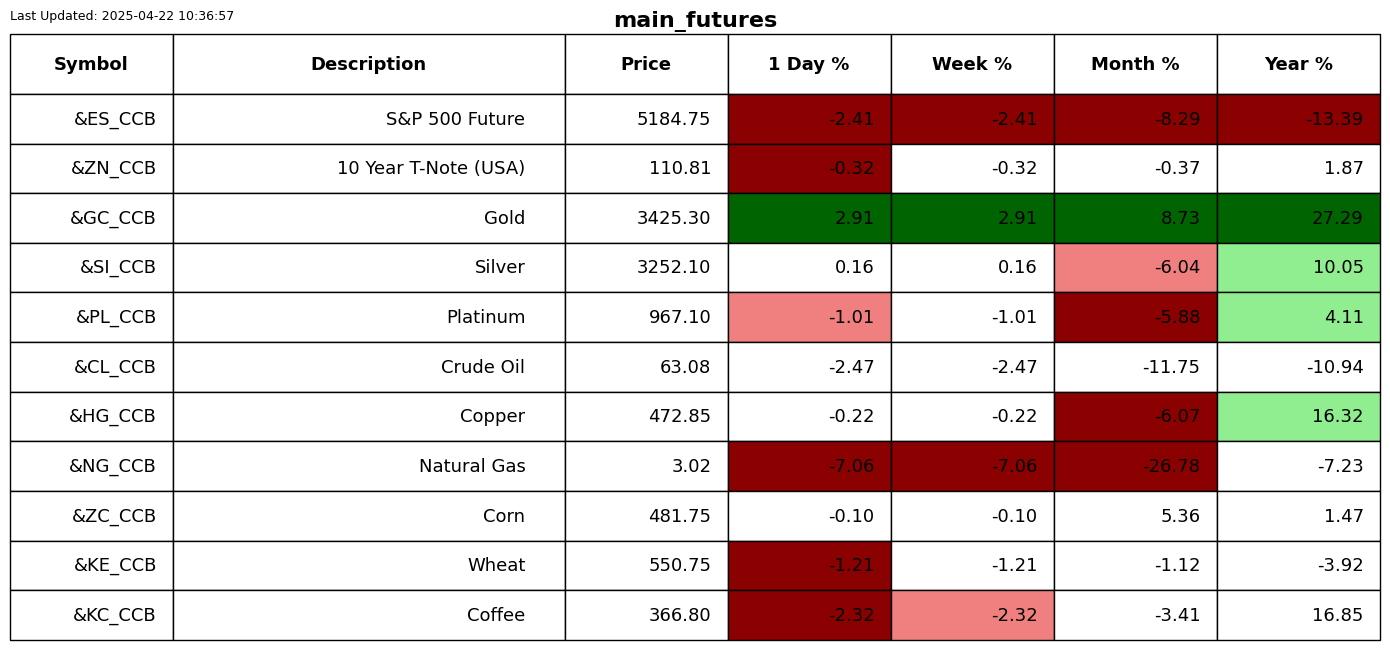 Last Updated: 2025-04-22 10:36:57
main_futures
Symbol Description Price 1 Day % Week % Month % Year %
&ES_CCB S&P 500 Future 5184.75 -2.41 -2.41 -8.29 -13.39
&ZN_CCB 10 Year T-Note (USA) 110.81 -0.32 -0.32 -0.37 1.87
&GC_CCB Gold 3425.30 2.91 2.91 8.73 27.29
&SI_CCB Silver 3252.10 0.16 0.16 -6.04 10.05
&PL_CCB Platinum 967.10 -1.01 -1.01 -5.88 4.11
&CL_CCB Crude Oil 63.08 -2.47 -2.47 -11.75 -10.94
&HG_CCB Copper 472.85 -0.22 -0.22 -6.07 16.32
&NG_CCB Natural Gas 3.02 -7.06 -7.06 -26.78 -7.23
&ZC_CCB Corn 481.75 -0.10 -0.10 5.36 1.47
&KE_CCB Wheat 550.75 -1.21 -1.21 -1.12 -3.92
&KC_CCB Coffee 366.80 -2.32 -2.32 -3.41 16.85